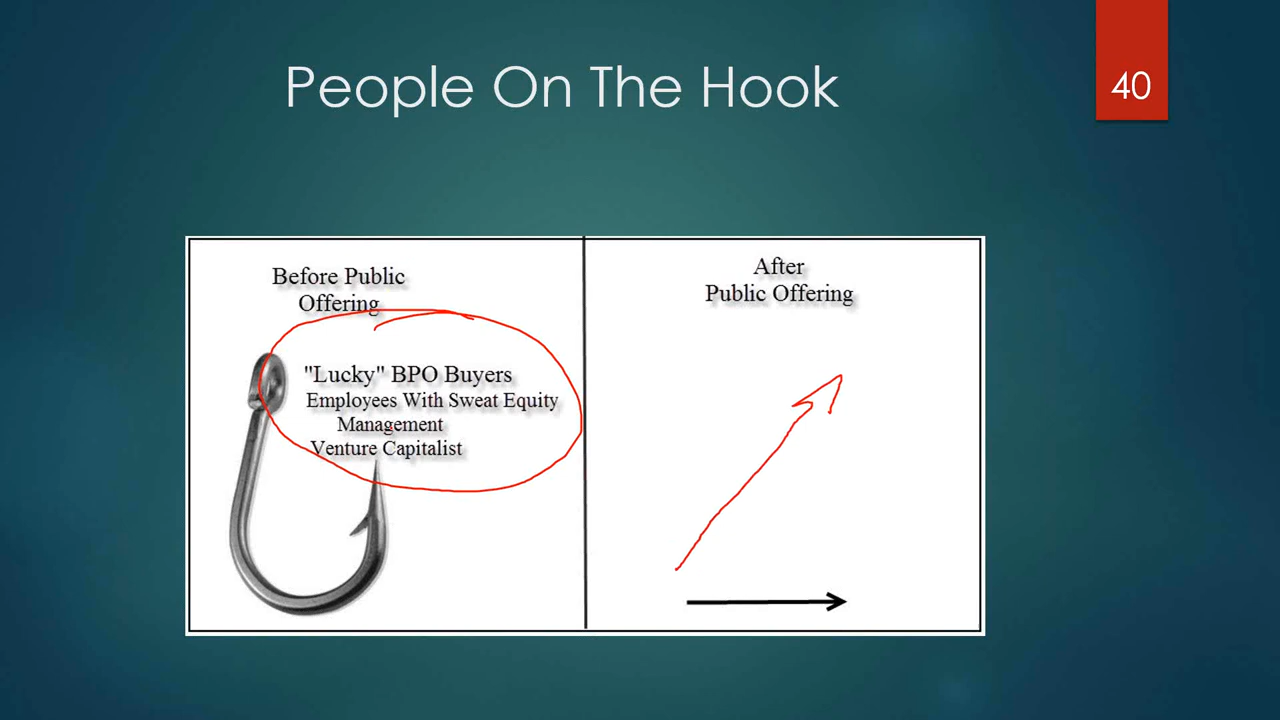 People On The Hook
40
Before Public
Offering
"Lucky" BPO Buyers
Employees With Sweat Equity
Management
Venture Capitalist
After
Public Offering